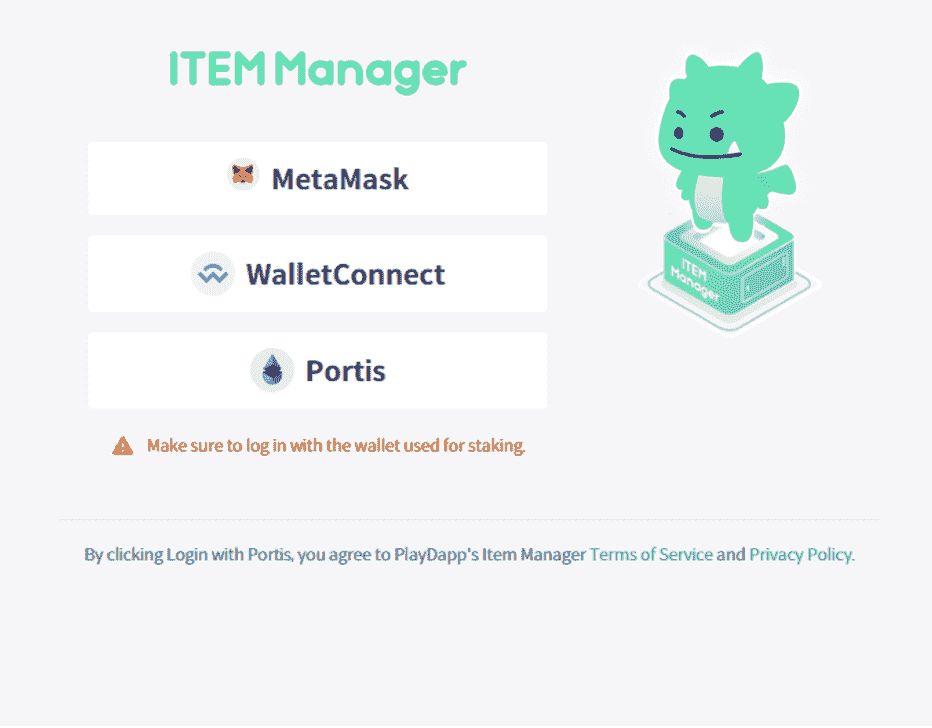 ITEM Manager
MetaMask
WalletConnect
Portis
Make sure to log in with the wallet used for staking.
By clicking Login with Portis, you agree to PlayDapp's Item Manager Terms of Service and Privacy Policy.
ITEM
Manager